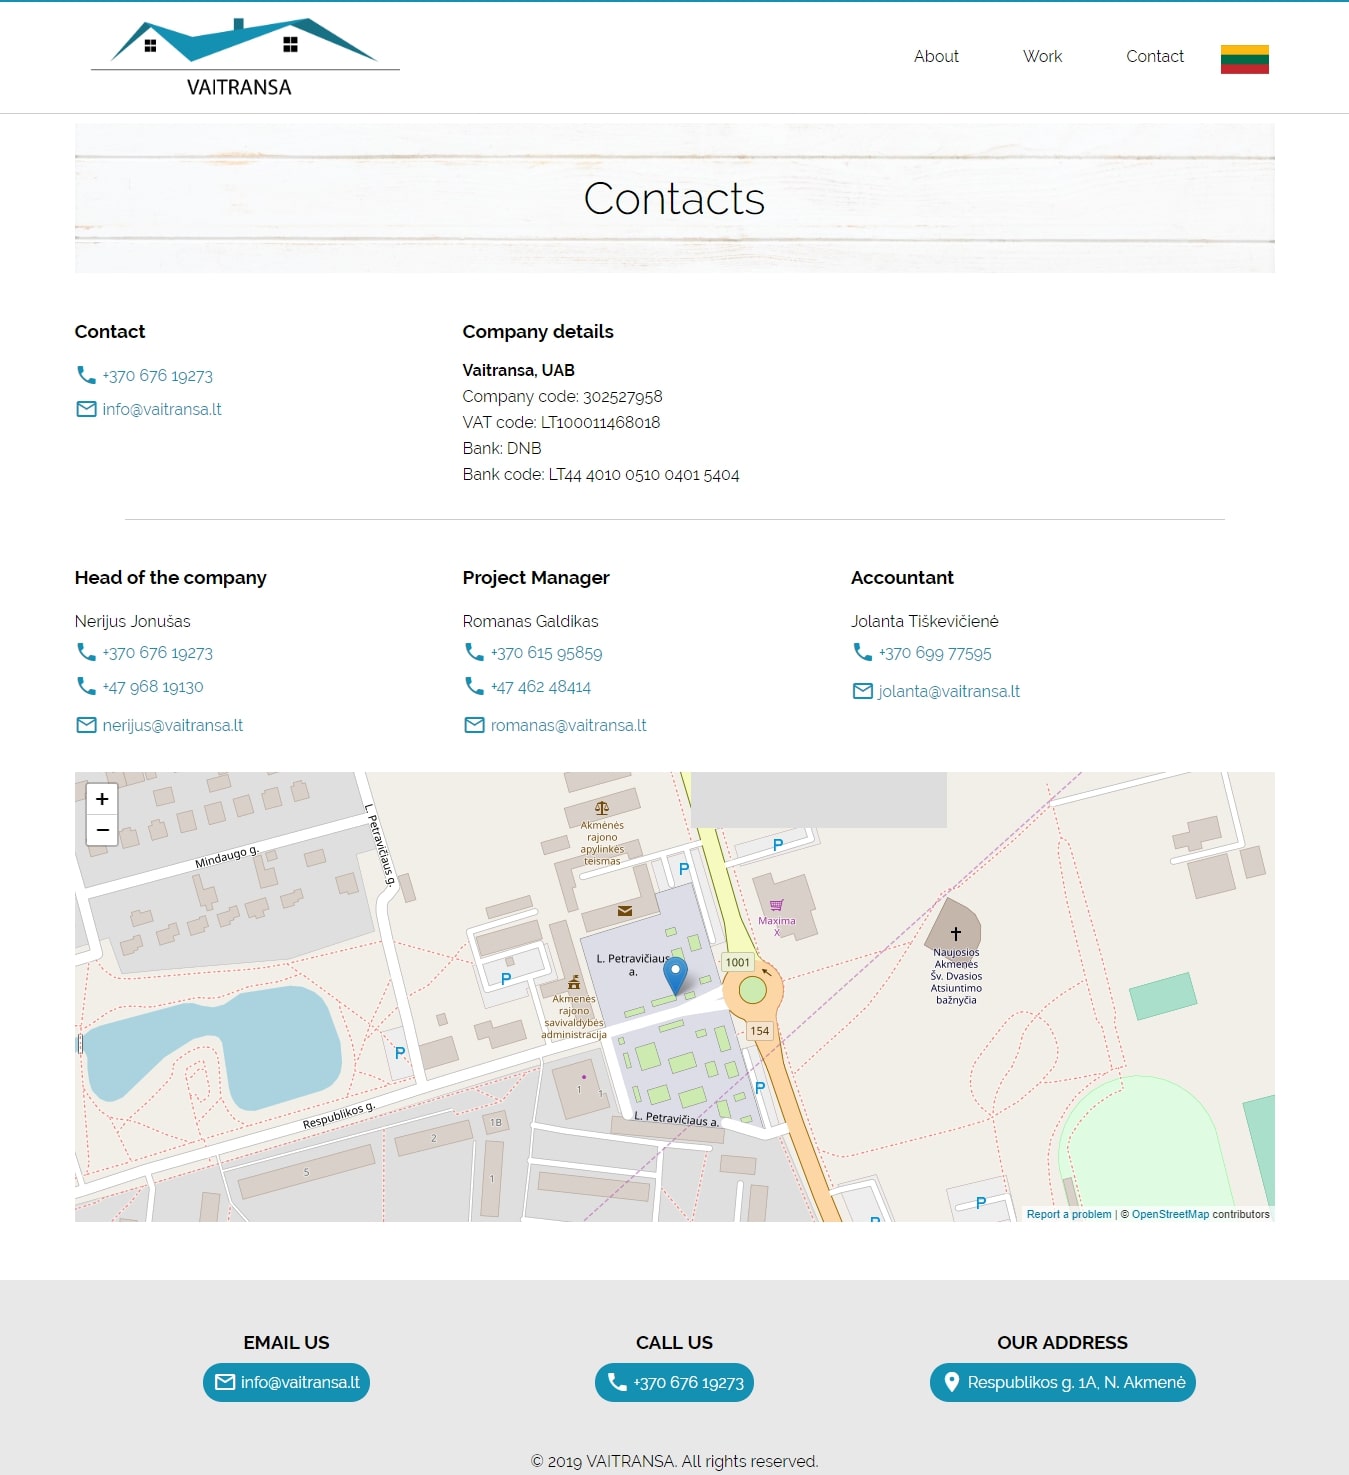 VAITRANSA
About
Work
Contact
Contacts
Contact
+370 676 19273
info@vaitransa.lt
Company details
Vaitransa, UAB
Company code: 302527958
VAT code: LT100011468018
Bank: DNB
Bank code: LT44 4010 0510 0401 5404
Head of the company
Nerijus Jonušas
+370 676 19273
+47 968 19130
nerijus@vaitransa.lt
Project Manager
Romanas Galdikas
+370 615 95859
+47 462 48414
romanas@vaitransa.lt
Accountant
Jolanta Tiškevičienė
+370 699 77595
jolanta@vaitransa.lt
+
−
Mindaugo g.
L. Petravičiaus g.
Akmenės
rajono
apylinkės
teismas
P
P
Maxima
X
L. Petravičiaus
a.
1001
Naujosios
Akmenės
Šv. Dvasios
Atsiuntimo
bažnyčia
P
Akmenės
rajono
savivaldybės
administracija
154
P
P
1
1
Respublikos g.
L. Petravičiaus a.
1B
2
5
1
P
P
Report a problem | © OpenStreetMap contributors
EMAIL US
info@vaitransa.lt
CALL US
+370 676 19273
OUR ADDRESS
Respublikos g. 1A, N. Akmenė
© 2019 VAITRANSA. All rights reserved.